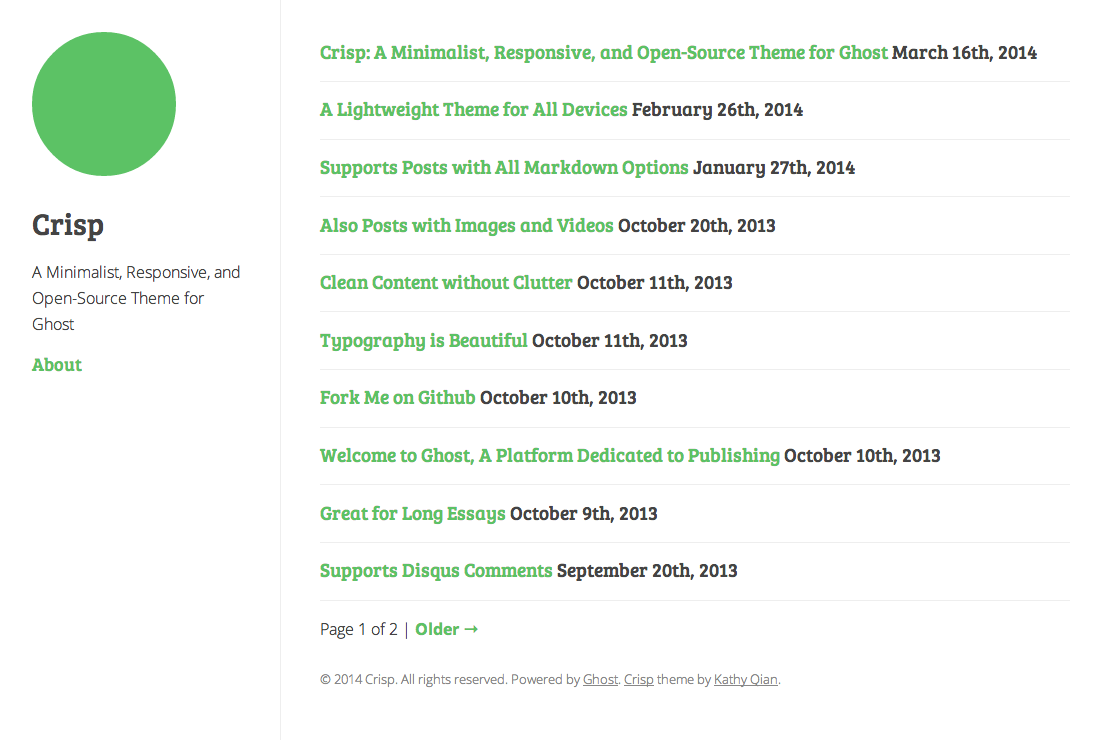 Crisp
A Minimalist, Responsive, and
Open-Source Theme for
Ghost
About
Crisp: A Minimalist, Responsive, and Open-Source Theme for Ghost March 16th, 2014
A Lightweight Theme for All Devices February 26th, 2014
Supports Posts with All Markdown Options January 27th, 2014
Also Posts with Images and Videos October 20th, 2013
Clean Content without Clutter October 11th, 2013
Typography is Beautiful October 11th, 2013
Fork Me on Github October 10th, 2013
Welcome to Ghost, A Platform Dedicated to Publishing October 10th, 2013
Great for Long Essays October 9th, 2013
Supports Disqus Comments September 20th, 2013
Page 1 of 2 | Older →
© 2014 Crisp. All rights reserved. Powered by Ghost. Crisp theme by Kathy Qian.